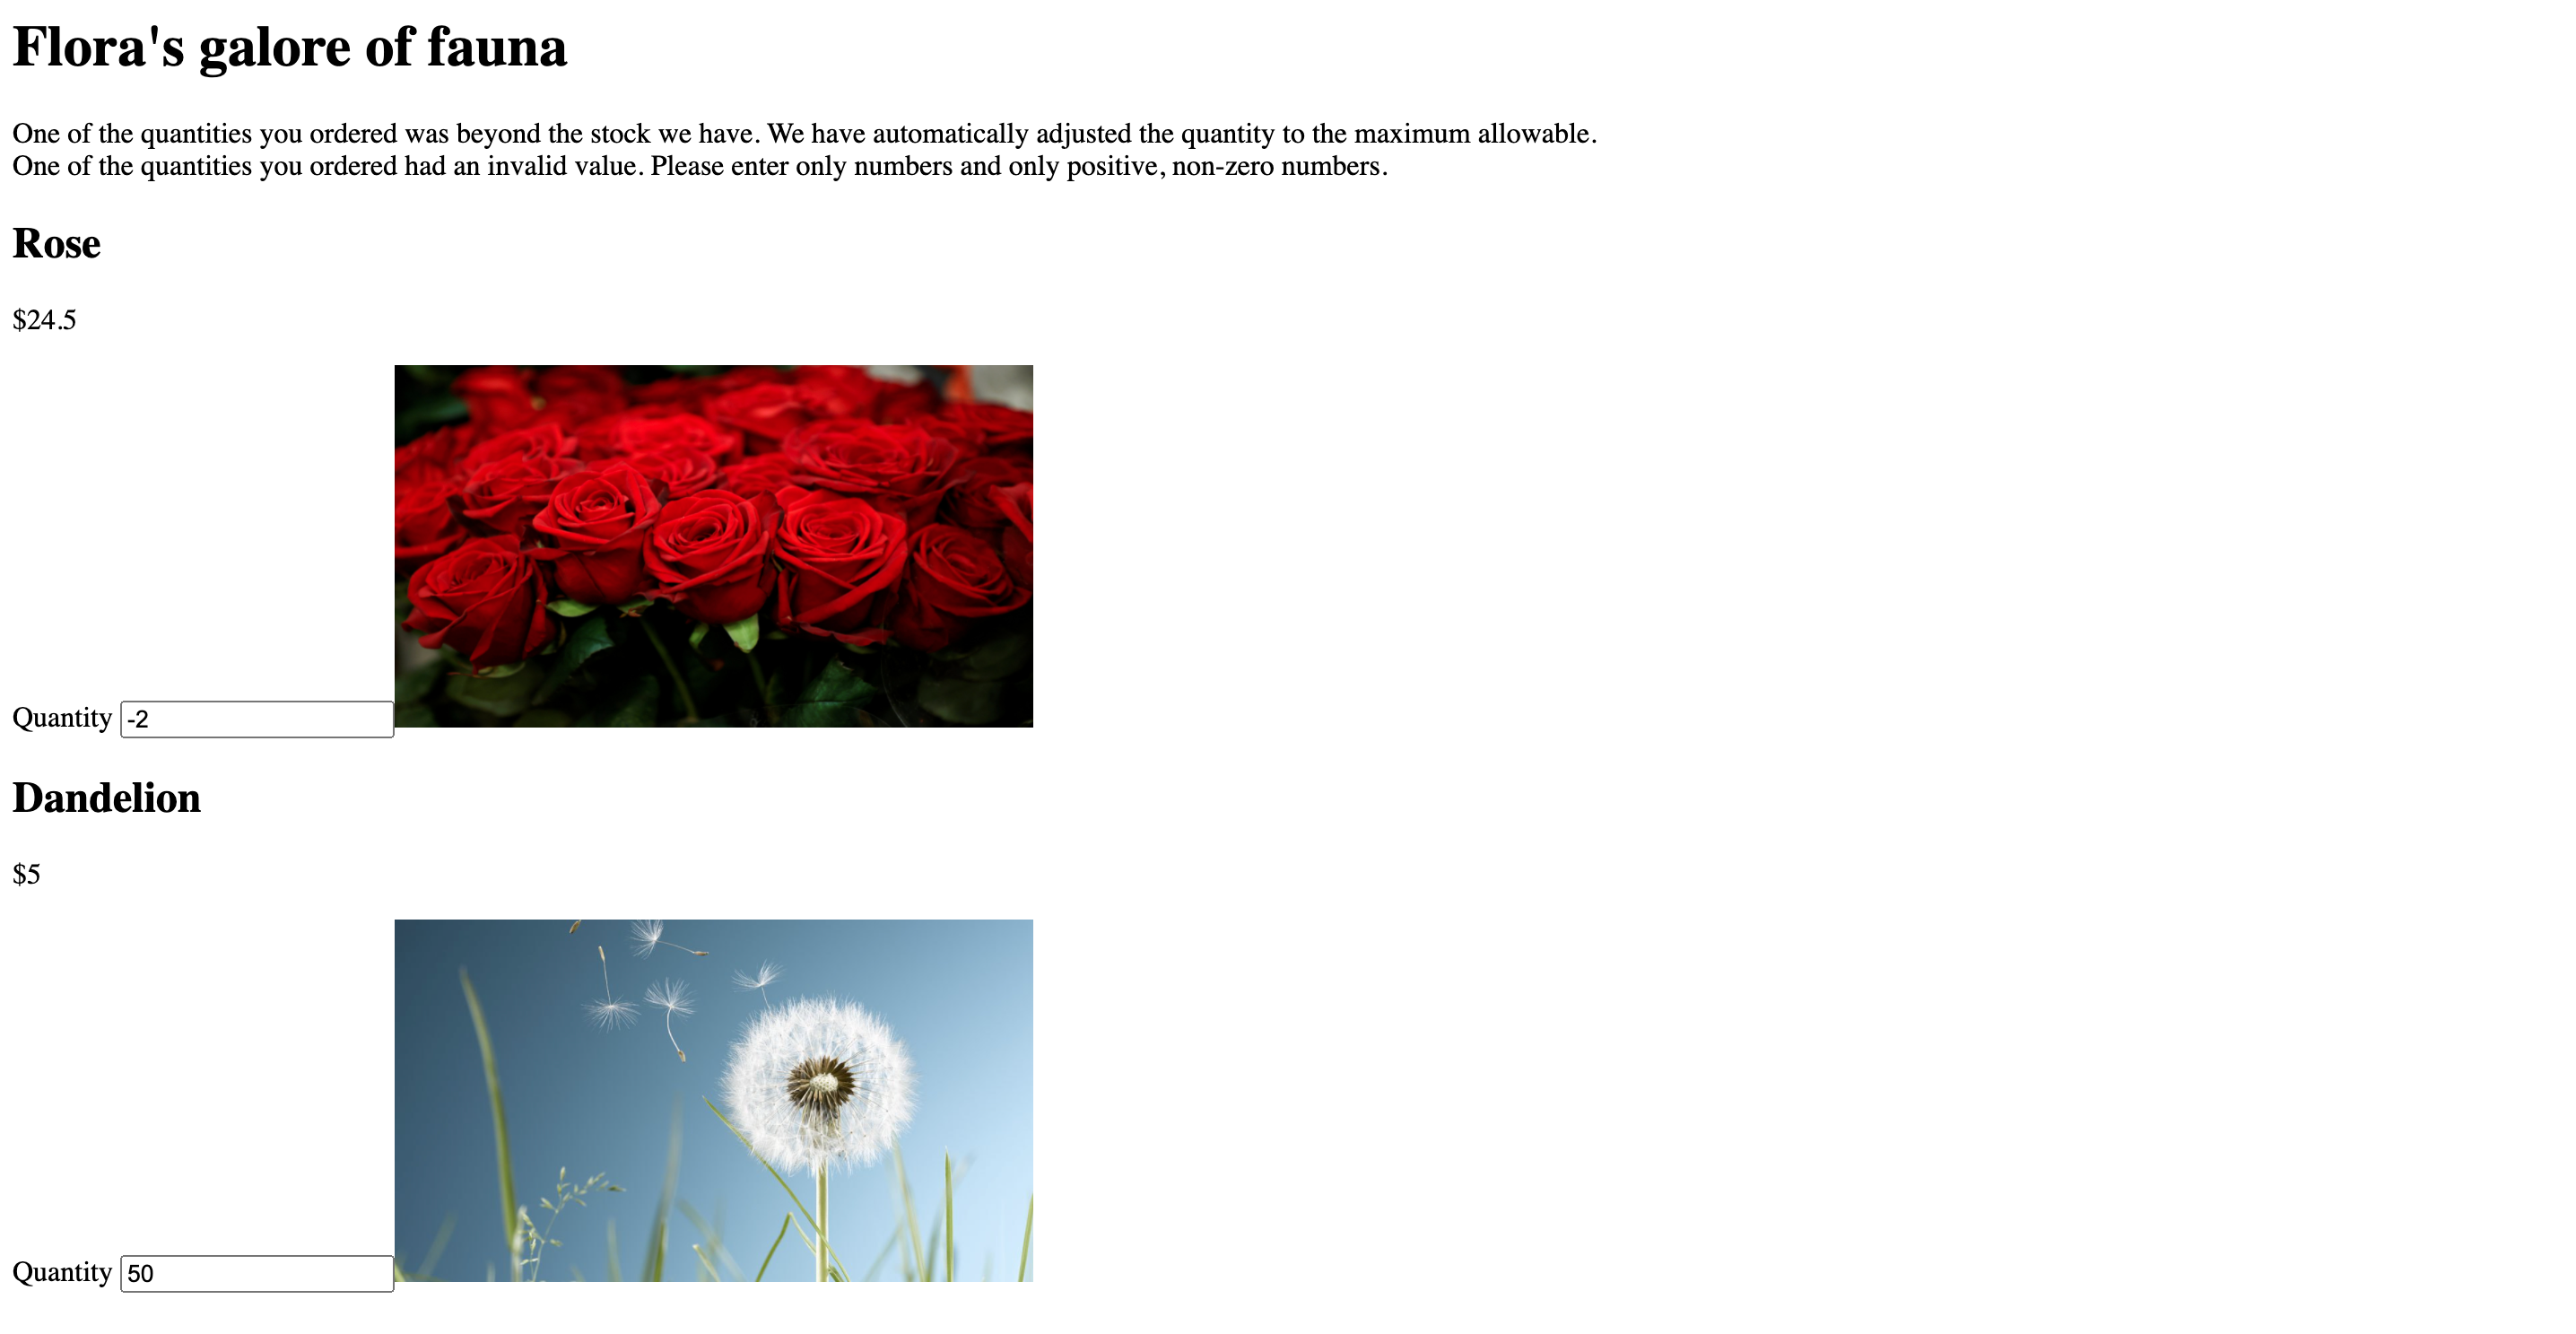 Flora's galore of fauna
One of the quantities you ordered was beyond the stock we have. We have automatically adjusted the quantity to the maximum allowable.
One of the quantities you ordered had an invalid value. Please enter only numbers and only positive, non-zero numbers.
Rose
$24.5
Quantity -2
Dandelion
$5
Quantity 50